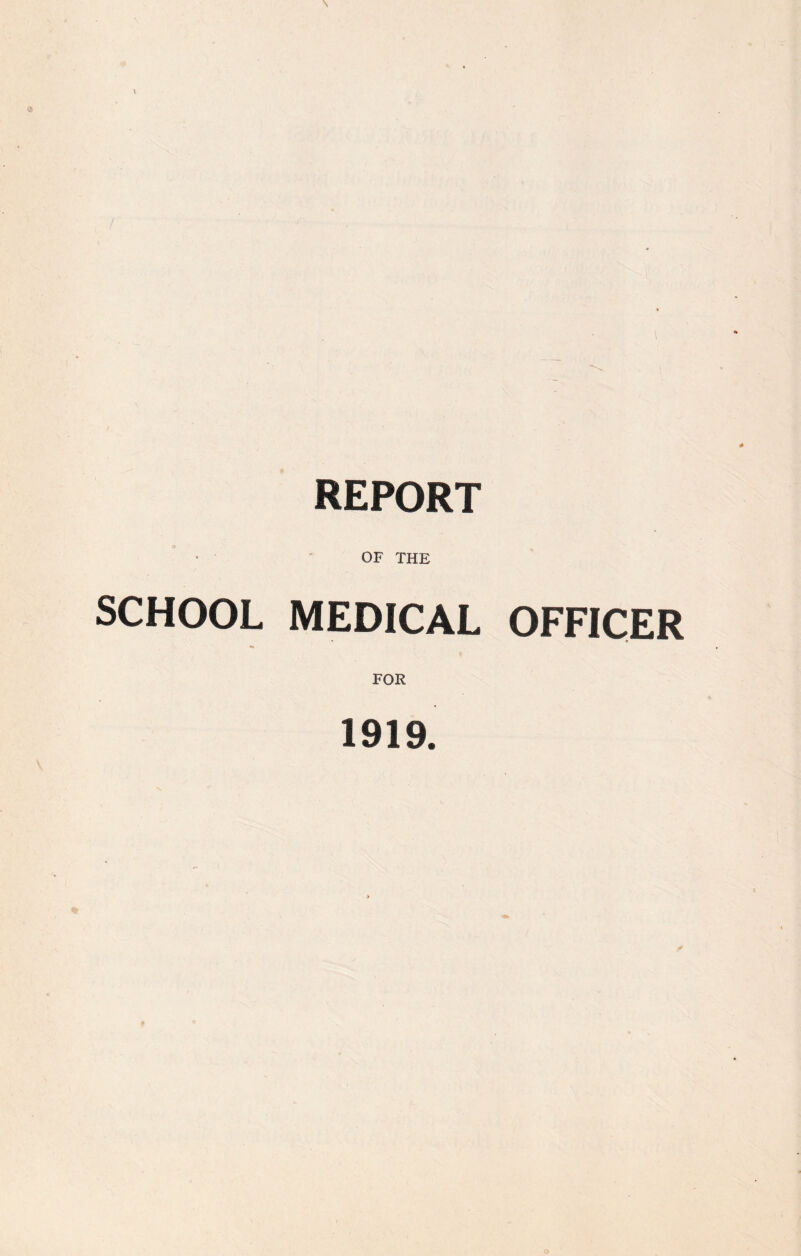 REPORT
OF THE
SCHOOL MEDICAL OFFICER
FOR
1919.